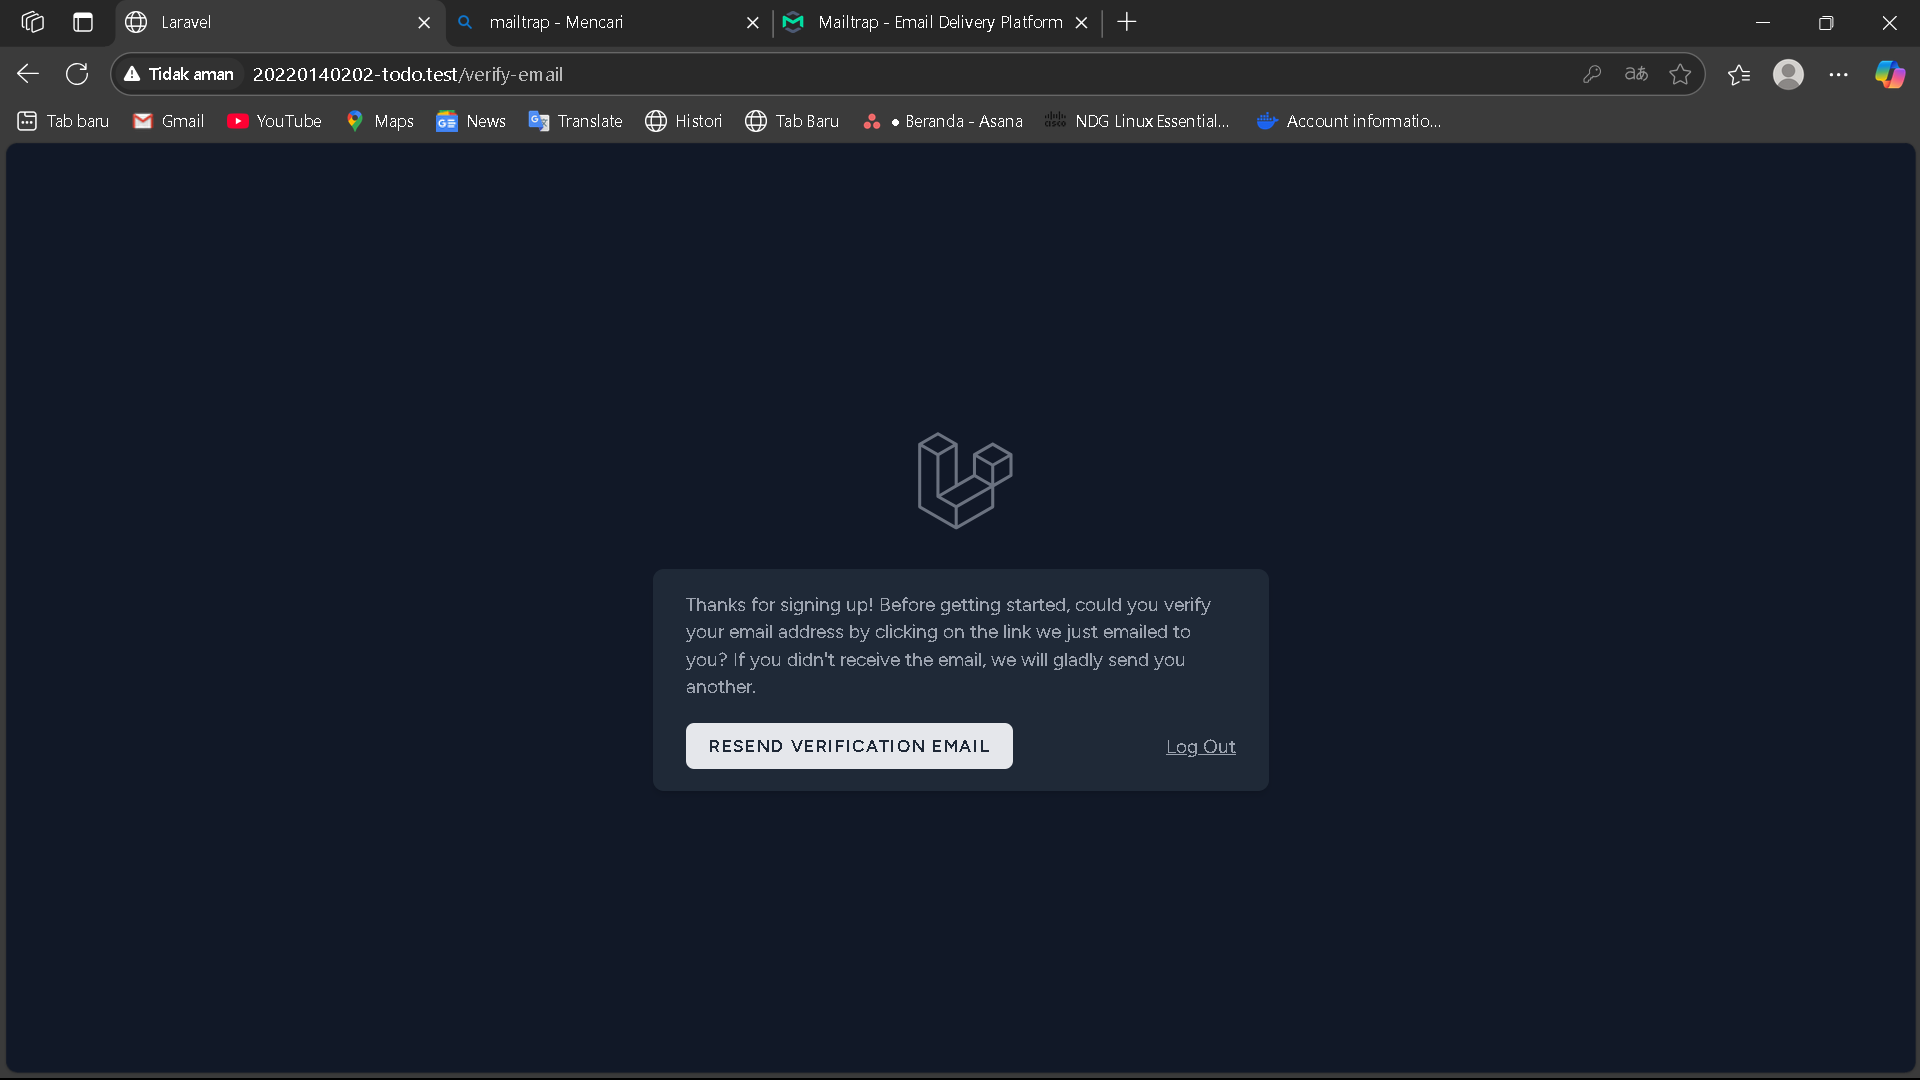 Laravel
mailtrap - Mencari
Mailtrap - Email Delivery Platform
Tidak aman
20220140202-todo.test/verify-email
aあ
Tab baru
Gmail
YouTube
Maps
News
Translate
Histori
Tab Baru
● Beranda - Asana
NDG Linux Essential...
Account informatio...
Thanks for signing up! Before getting started, could you verify
your email address by clicking on the link we just emailed to
you? If you didn't receive the email, we will gladly send you
another.
RESEND VERIFICATION EMAIL
Log Out